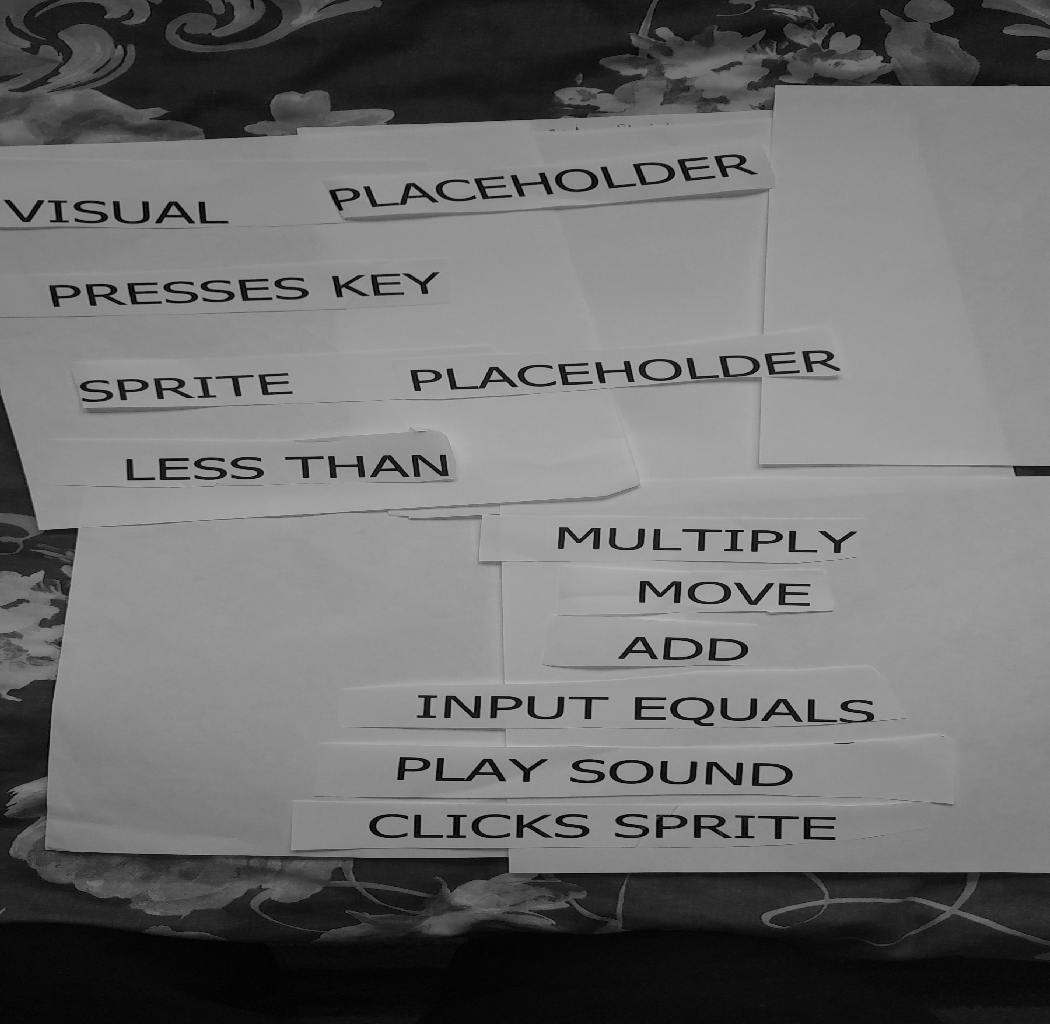 VISUAL PLACEHOLDER
PRESSES KEY
SPRITE PLACEHOLDER
LESS THAN
MULTIPLY
MOVE
ADD
INPUT EQUALS
PLAY SOUND
CLICKS SPRITE